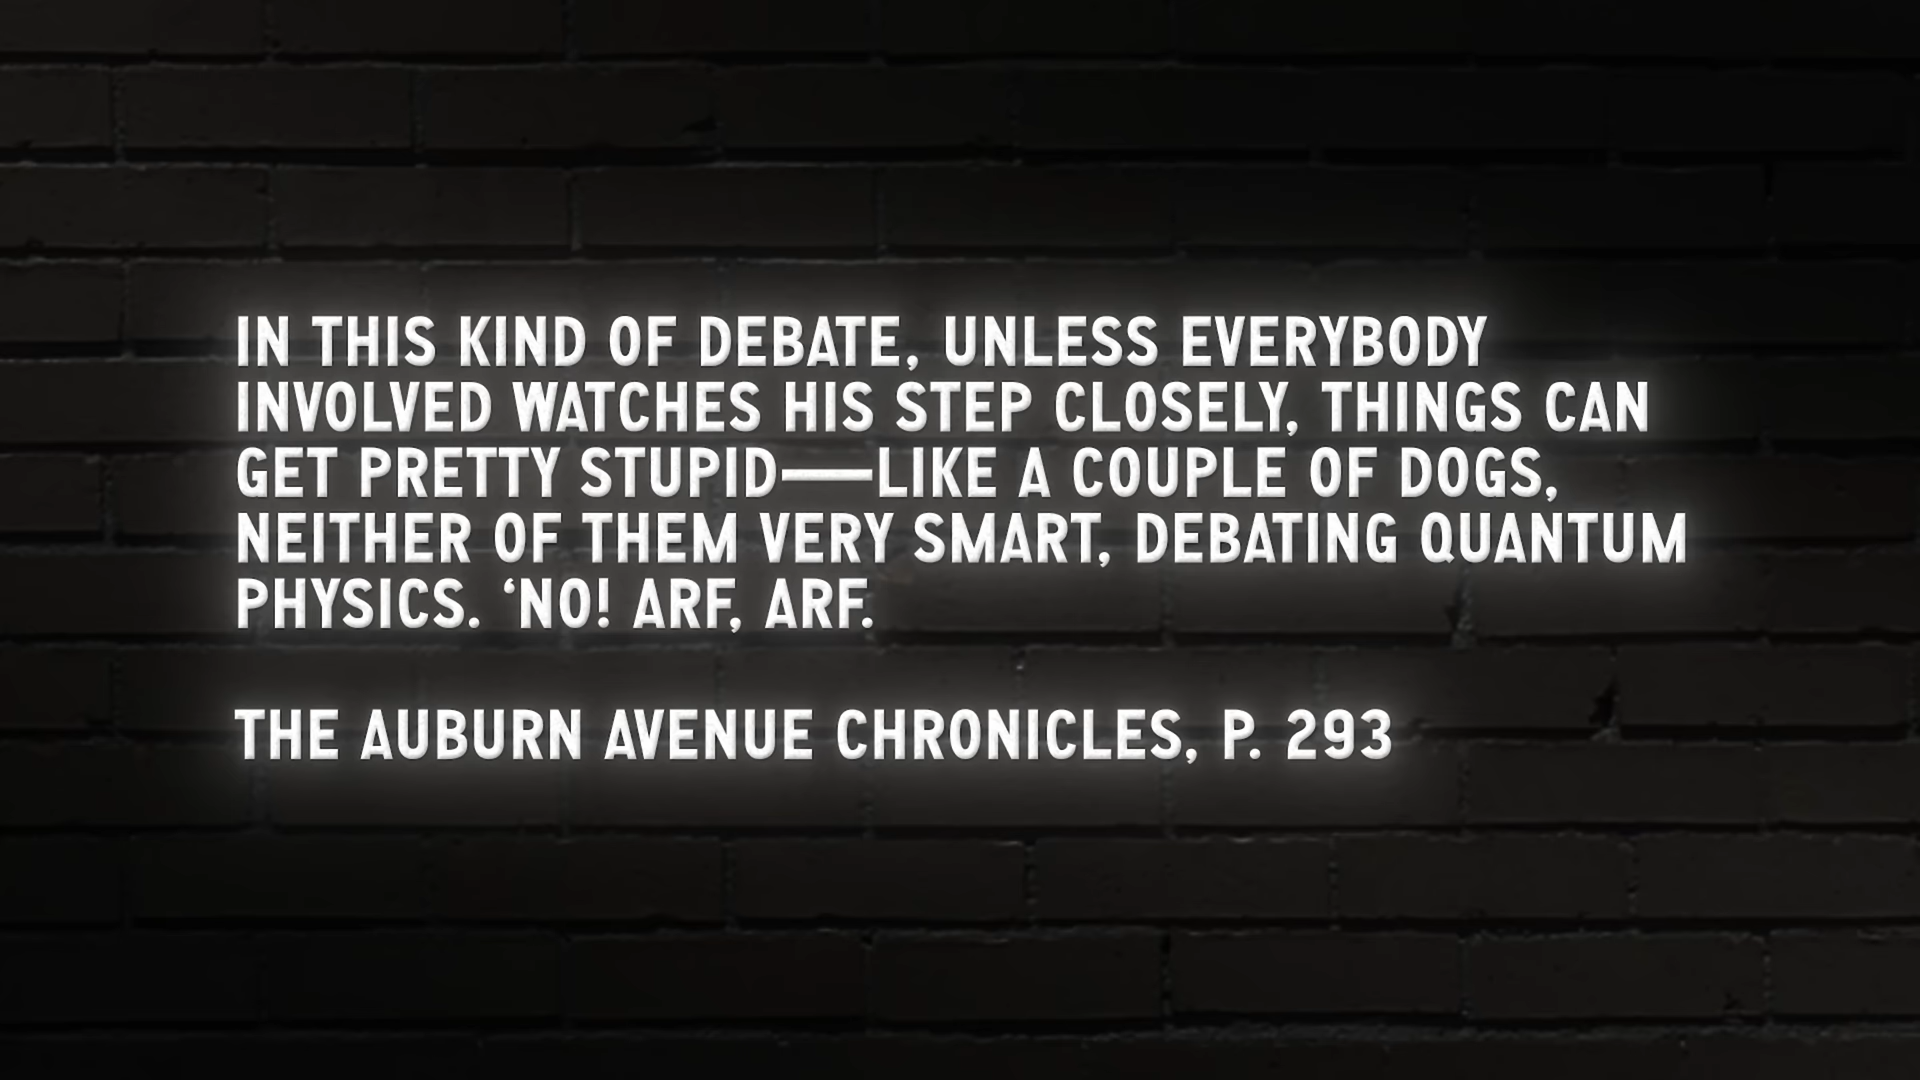 IN THIS KIND OF DEBATE, UNLESS EVERYBODY
INVOLVED WATCHES HIS STEP CLOSELY, THINGS CAN
GET PRETTY STUPID—LIKE A COUPLE OF DOGS,
NEITHER OF THEM VERY SMART, DEBATING QUANTUM
PHYSICS. ‘NO! ARF, ARF.
THE AUBURN AVENUE CHRONICLES, P. 293